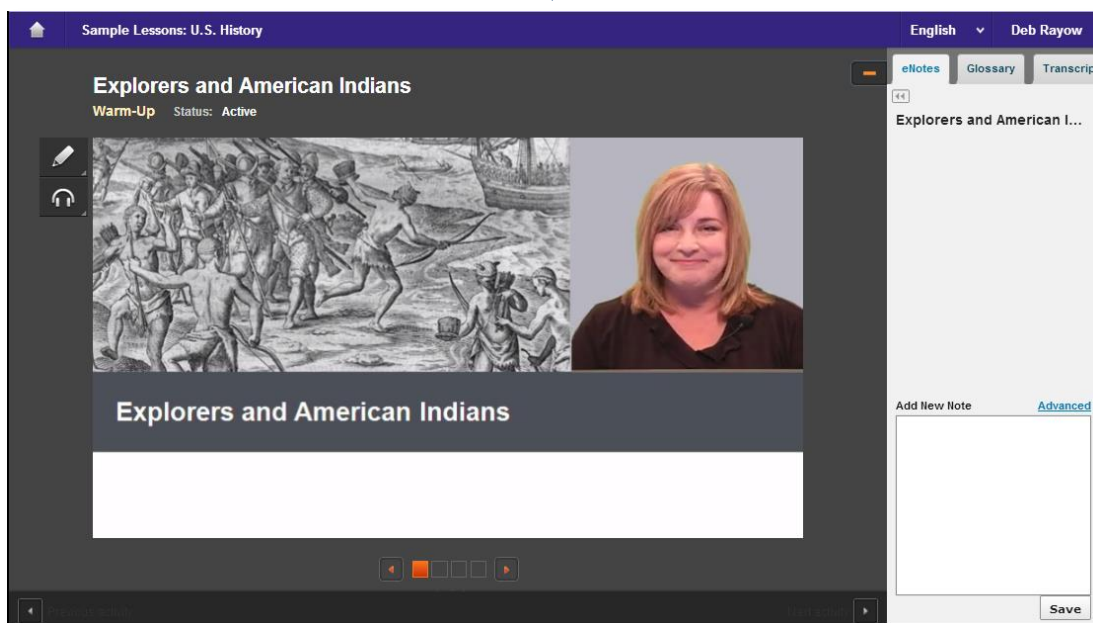 Sample Lessons: U.S. History
English
Deb Rayow
Explorers and American Indians
Warm-Up Status: Active
eNotes Glossary Transcrip
Explorers and American I...
Explorers and American Indians
Add New Note Advanced
Save